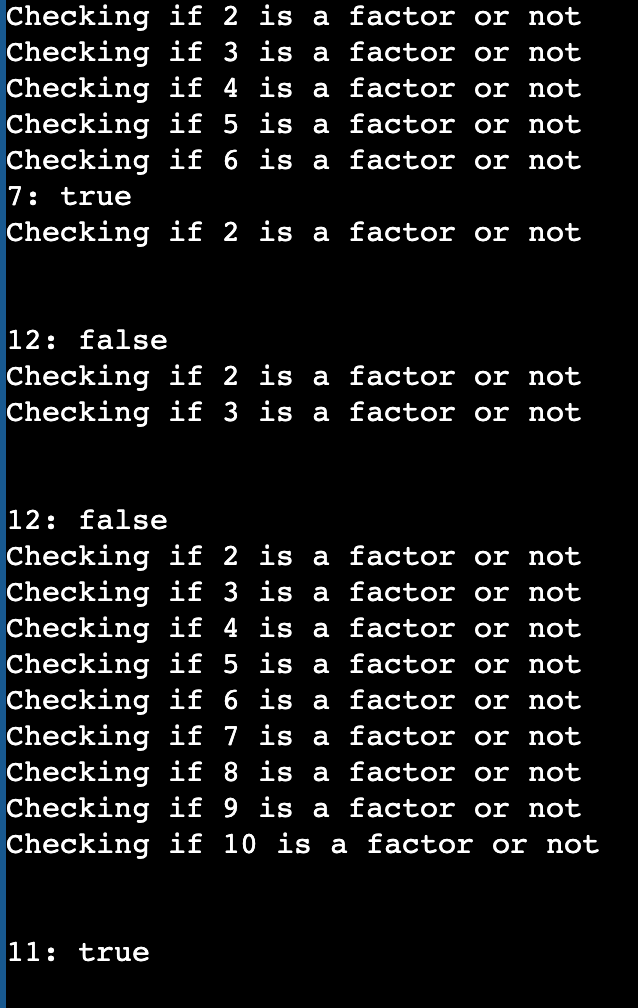 Checking if 2 is a factor or not
Checking if 3 is a factor or not
Checking if 4 is a factor or not
Checking if 5 is a factor or not
Checking if 6 is a factor or not
7: true
Checking if 2 is a factor or not
12: false
Checking if 2 is a factor or not
Checking if 3 is a factor or not
12: false
Checking if 2 is a factor or not
Checking if 3 is a factor or not
Checking if 4 is a factor or not
Checking if 5 is a factor or not
Checking if 6 is a factor or not
Checking if 7 is a factor or not
Checking if 8 is a factor or not
Checking if 9 is a factor or not
Checking if 10 is a factor or not
11: true